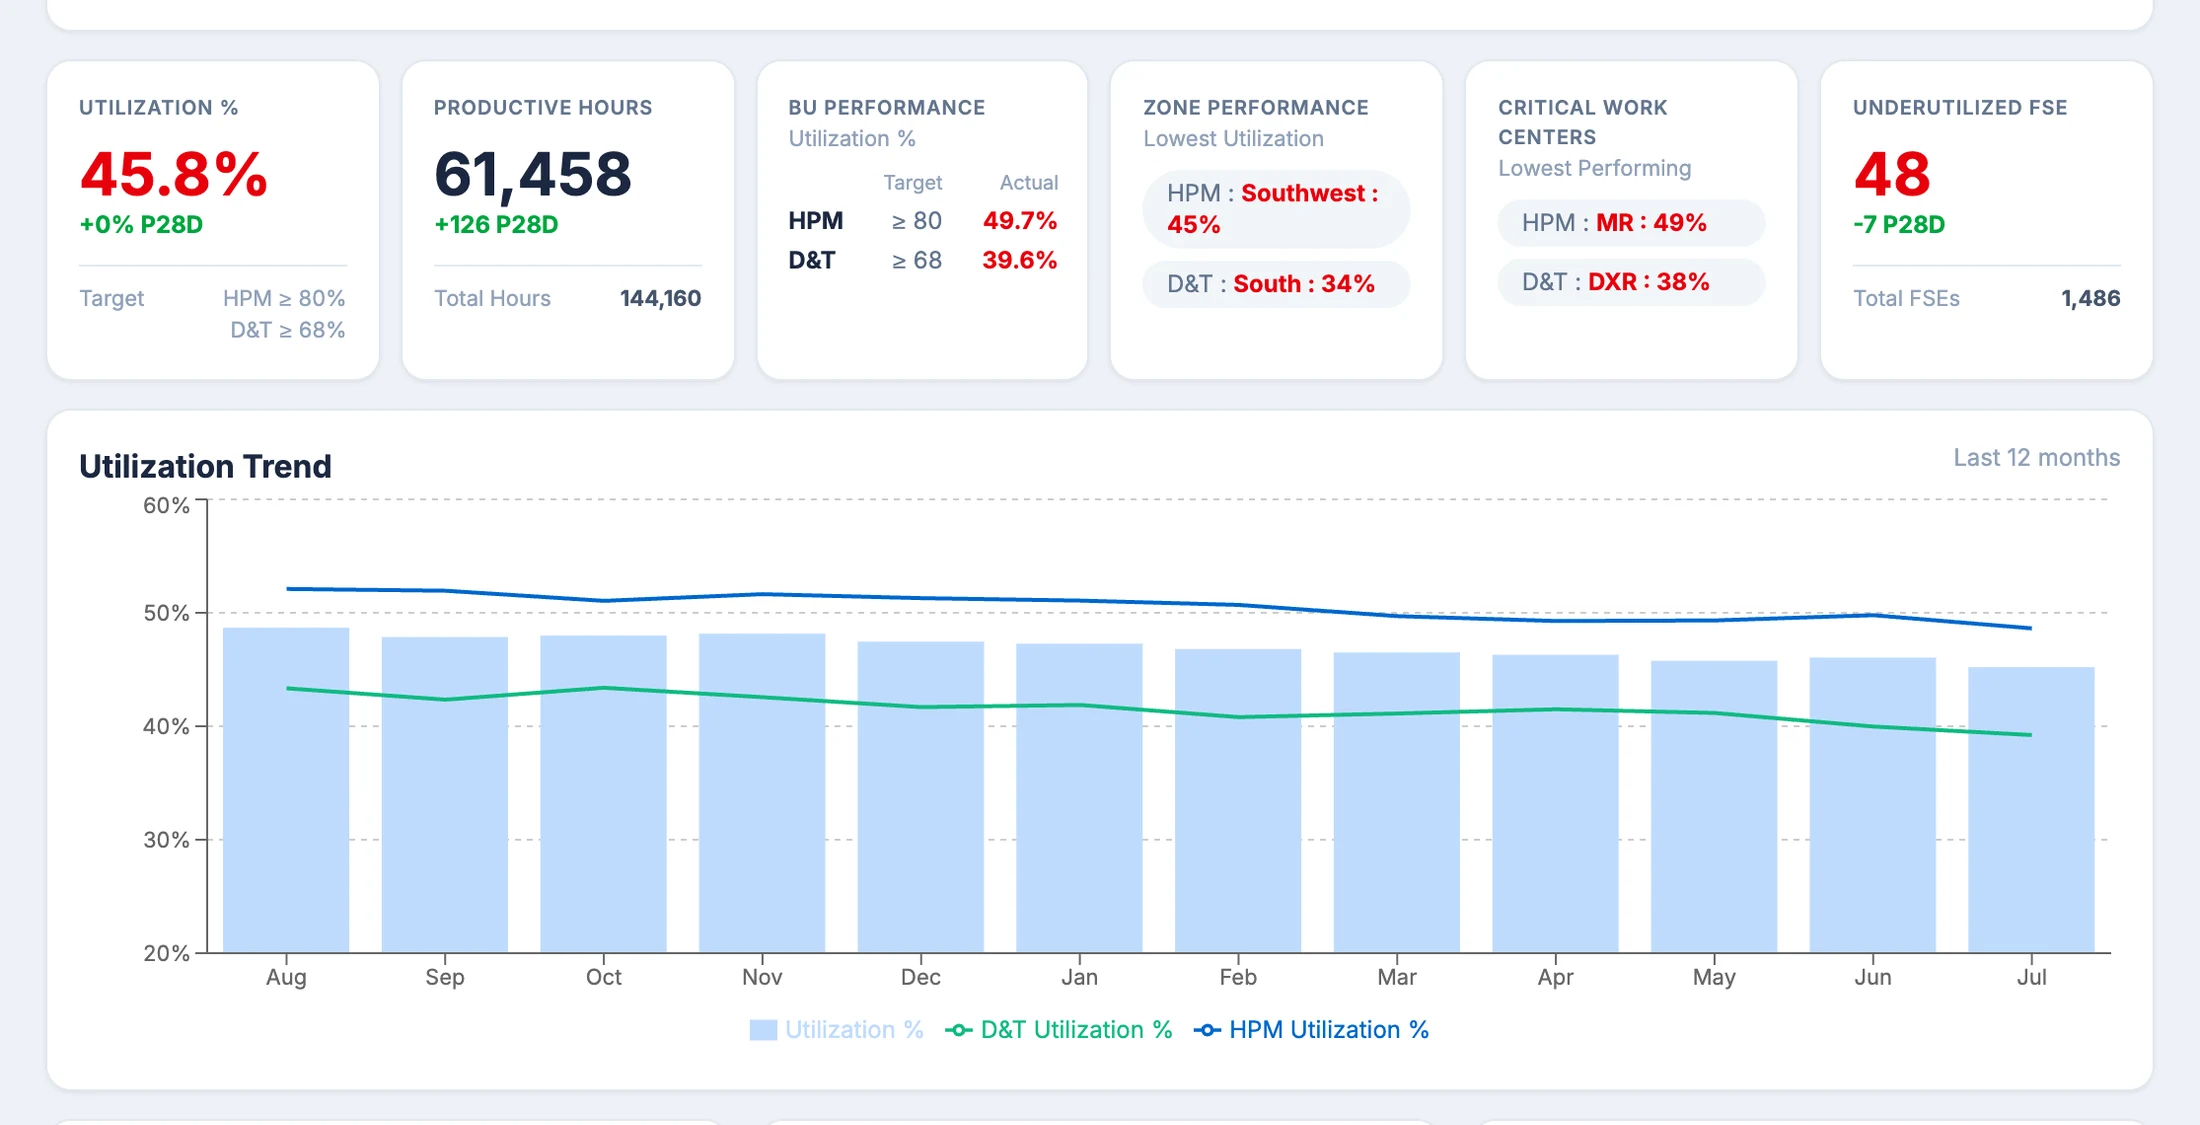 UTILIZATION %
45.8%
+0% P28D
Target HPM ≥ 80%
D&T ≥ 68%
PRODUCTIVE HOURS
61,458
+126 P28D
Total Hours 144,160
BU PERFORMANCE
Utilization %
Target Actual
HPM ≥ 80 49.7%
D&T ≥ 68 39.6%
ZONE PERFORMANCE
Lowest Utilization
HPM : Southwest :
45%
D&T : South : 34%
CRITICAL WORK
CENTERS
Lowest Performing
HPM : MR : 49%
D&T : DXR : 38%
UNDERUTILIZED FSE
48
-7 P28D
Total FSEs 1,486
Utilization Trend
Last 12 months
60%
50%
40%
30%
20%
Aug Sep Oct Nov Dec Jan Feb Mar Apr May Jun Jul
Utilization % D&T Utilization % HPM Utilization %